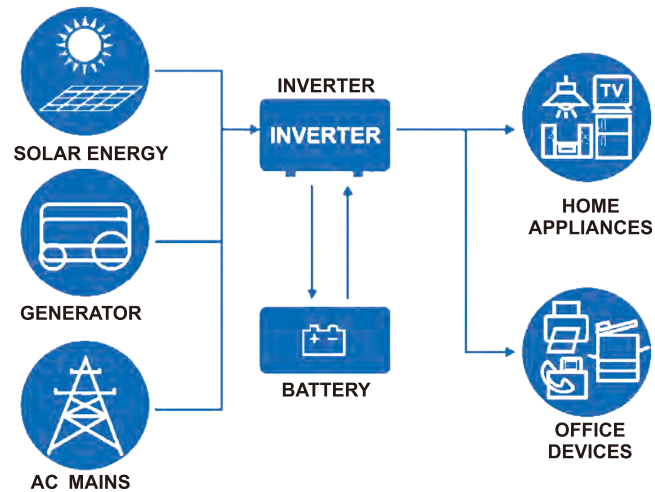 SOLAR ENERGY
GENERATOR
AC MAINS
INVERTER
INVERTER
+ -
BATTERY
TV
HOME
APPLIANCES
OFFICE
DEVICES